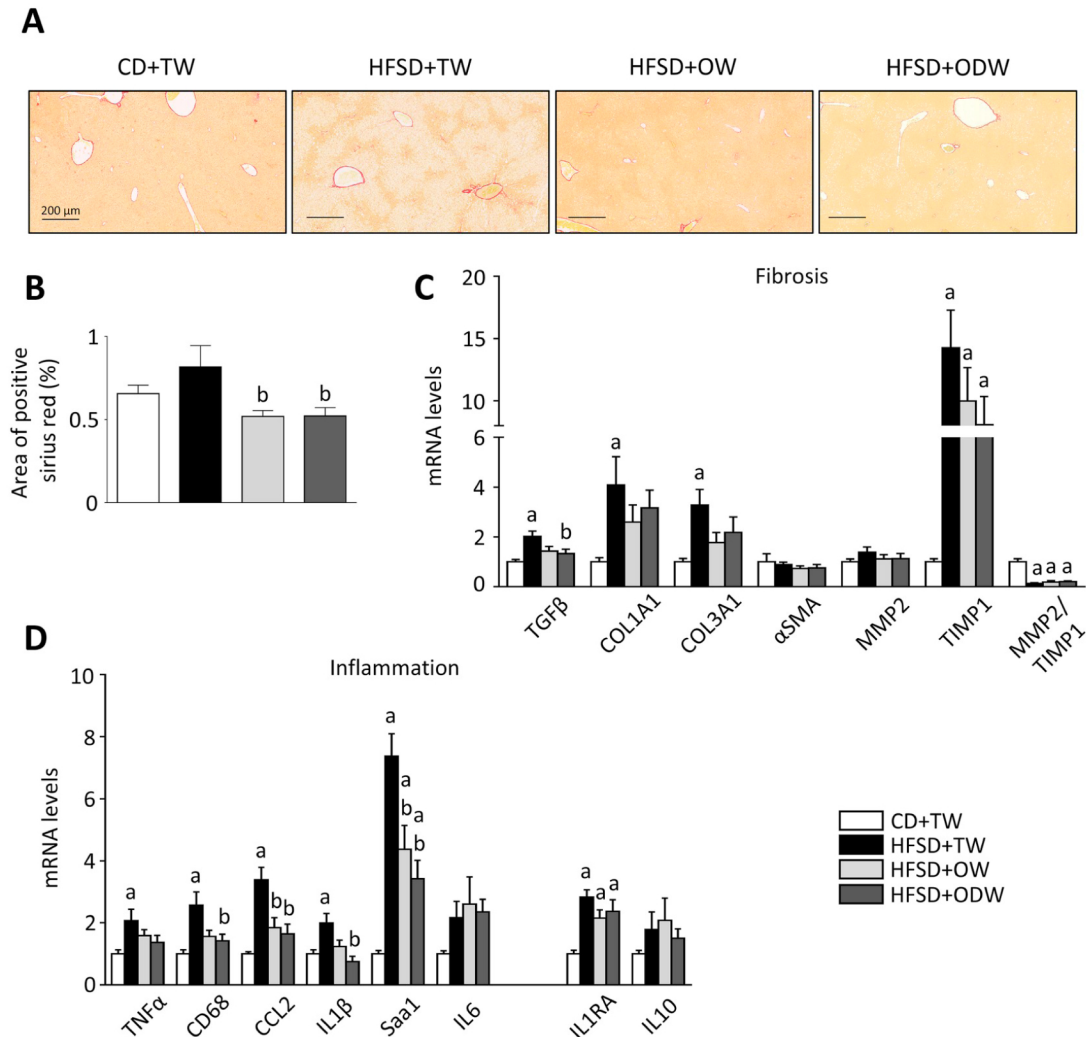 A
CD+TW
HFSD+TW
HFSD+OW
HFSD+ODW
200 µm
B
Area of positive
sirius red (%)
1
0.5
0
b
b
C
Fibrosis
mRNA levels
20
15
10
6
4
2
0
a
b
a
a
a
a
a
a a a
TGFβ
COL1A1
COL3A1
αSMA
MMP2
TIMP1
MMP2/
TIMP1
D
Inflammation
mRNA levels
10
8
6
4
2
0
a
a
b
a
b b
a
b
a
a
b
a
b
a
a
a
TNFα
CD68
CCL2
IL1β
Saa1
IL6
IL1RA
IL10
CD+TW
HFSD+TW
HFSD+OW
HFSD+ODW